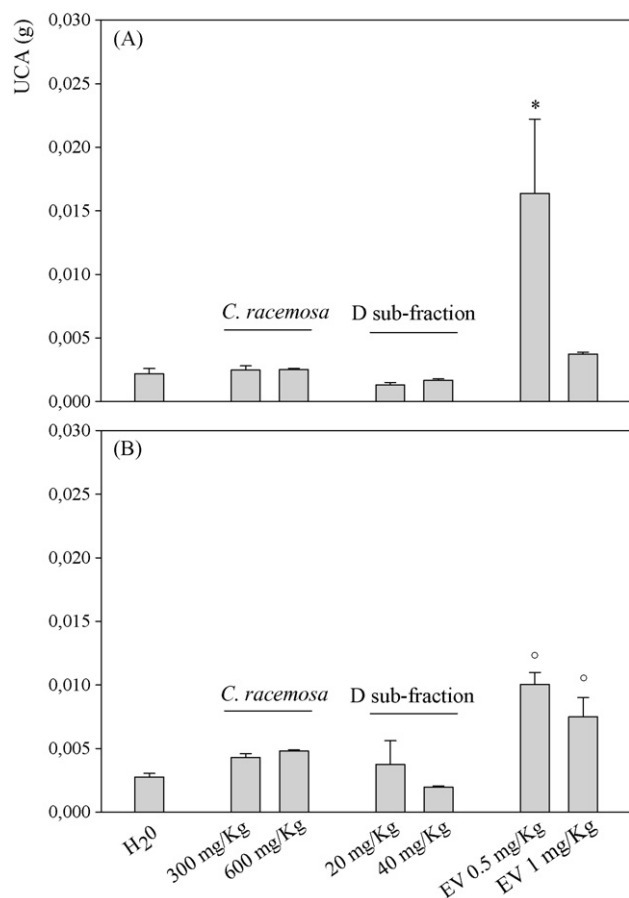 UCA (g)
(A)
0,030
0,025
0,020
0,015
0,010
0,005
0,000
*
C. racemosa
D sub-fraction
(B)
0,030
0,025
0,020
0,015
0,010
0,005
0,000
° °
C. racemosa
D sub-fraction
H20
300 mg/Kg
600 mg/Kg
20 mg/Kg
40 mg/Kg
EV 0.5 mg/Kg
EV 1 mg/Kg